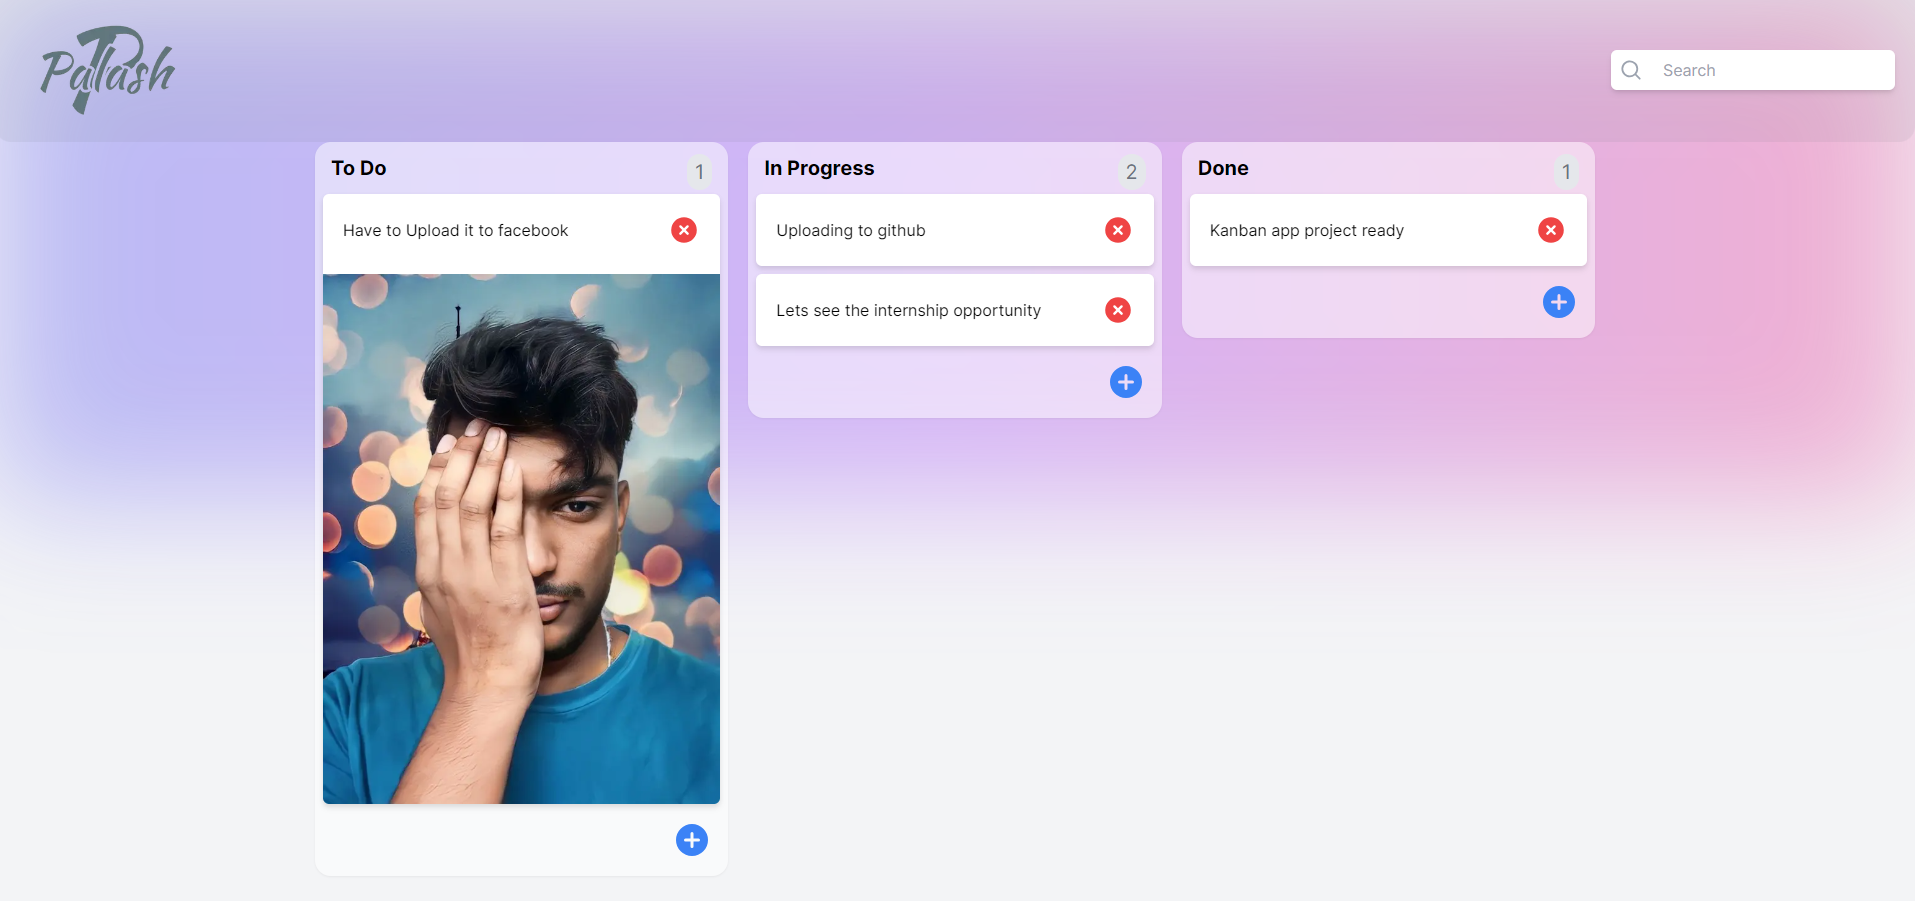 Pallash
Search
To Do
1
Have to Upload it to facebook
In Progress
2
Uploading to github
Lets see the internship opportunity
Done
1
Kanban app project ready